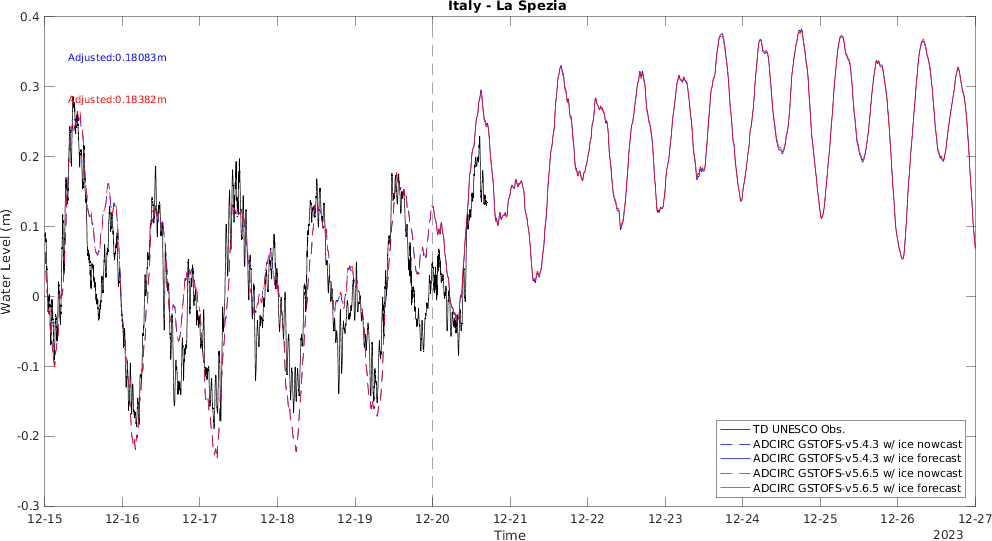 Italy - La Spezia
0.4
Adjusted:0.18083m
0.3
Adjusted:0.18382m
0.2
0.1
0
-0.1
-0.2
-0.3
Water Level (m)
TD UNESCO Obs.
ADCIRC GSTOFS-v5.4.3 w/ ice nowcast
ADCIRC GSTOFS-v5.4.3 w/ ice forecast
ADCIRC GSTOFS-v5.6.5 w/ ice nowcast
ADCIRC GSTOFS-v5.6.5 w/ ice forecast
12-15 12-16 12-17 12-18 12-19 12-20 12-21 12-22 12-23 12-24 12-25 12-26 12-27
Time
2023